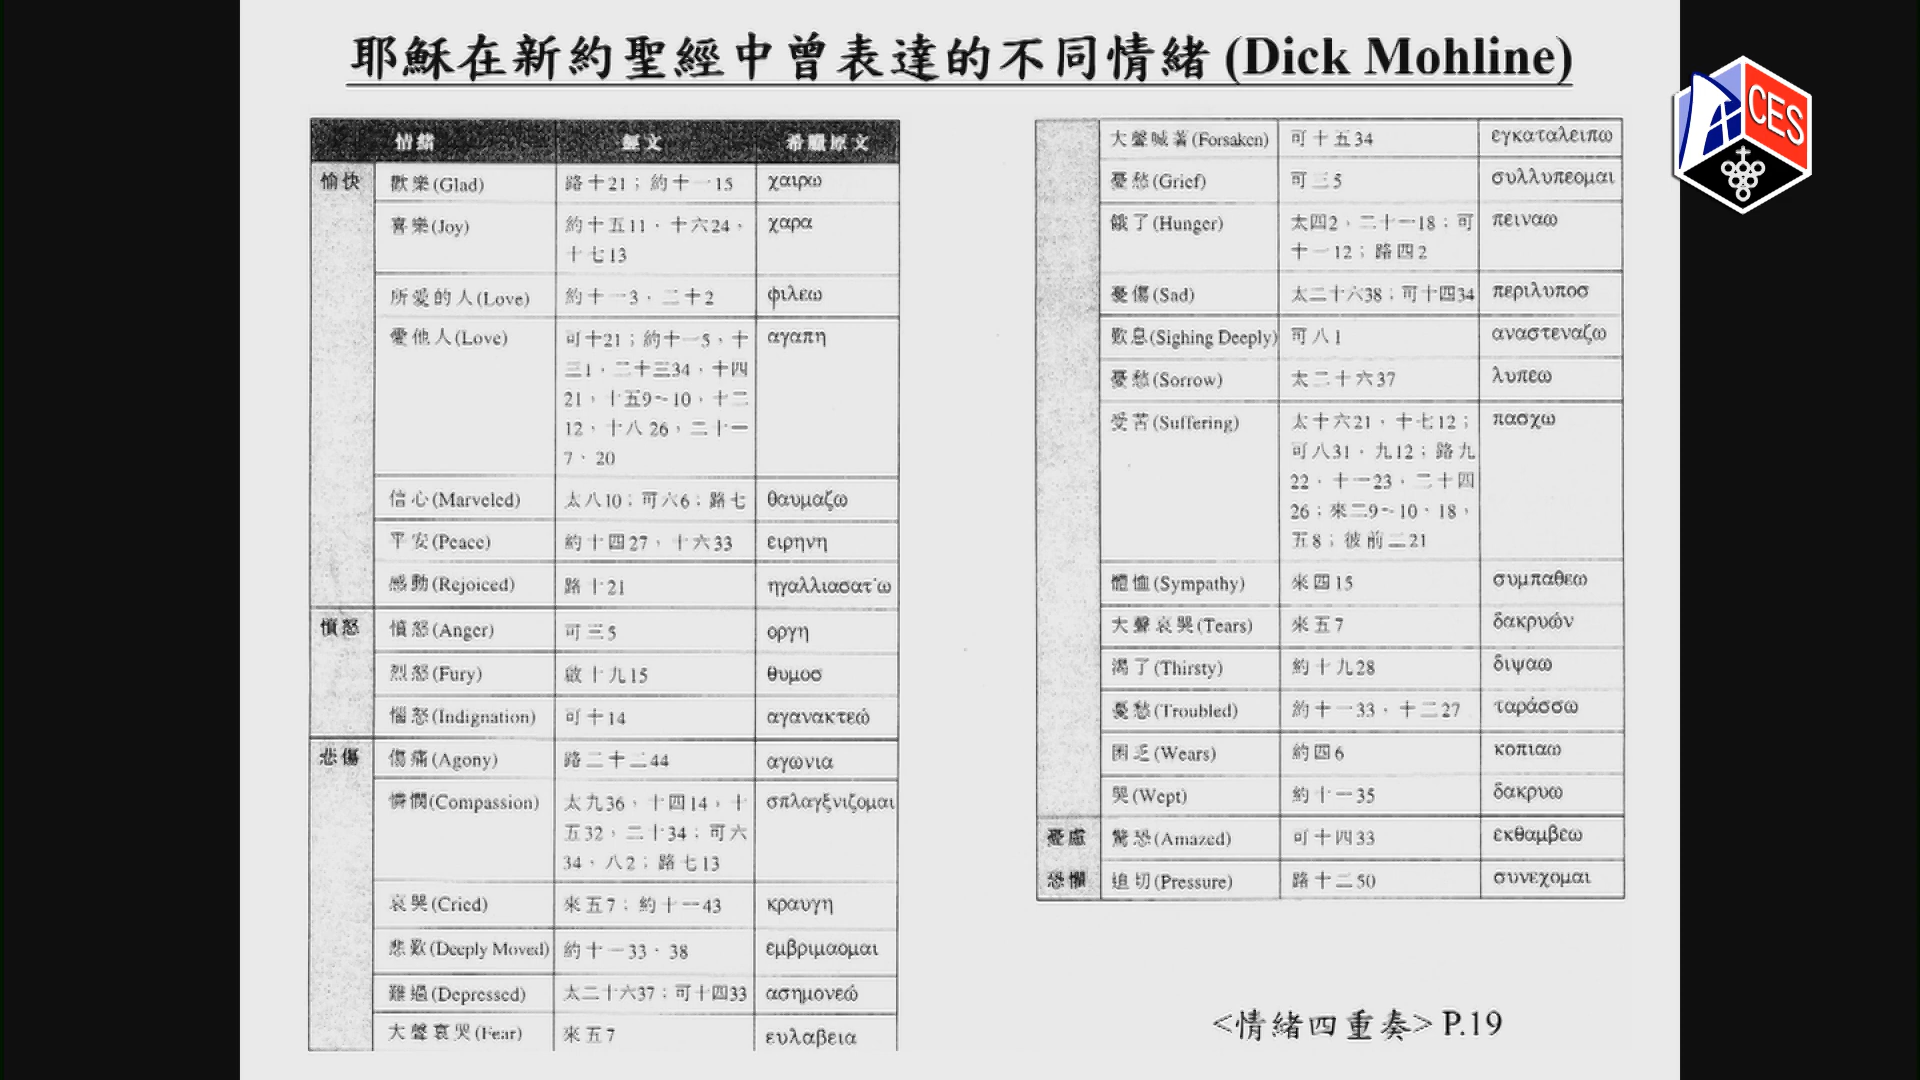 耶穌在新約聖經中曾表達的不同情緒 (Dick Mohline)
CES
情緒 經文 希臘原文
愉快 歡樂(Glad) 路十21；約十一15 χαιρω
喜樂(Joy) 約十五11，十六24， χαρα
十七13
所愛的人(Love) 約十一3，二十2 φιλεω
愛他人(Love) 可十21；約十一5，十 αγαπη
三1，二十三34，十四
21，十五9～10，十二
12，十八26，二十一
7、20
信心(Marveled) 太八10；可六6；路七 θαυμαζω
平安(Peace) 約十四27，十六33 ειρηνη
感動(Rejoiced) 路十21 ηγαλλιασατ΄ω
憤怒 憤怒(Anger) 可三5 οργη
烈怒(Fury) 啟十九15 θυμοσ
惱怒(Indignation) 可十14 αγανακτεώ
悲傷 傷痛(Agony) 路二十二44 αγωνια
憐憫(Compassion) 太九36，十四14，十 σπλαγξνιζομαι
五32，二十34；可六
34，八2；路七13
哀哭(Cried) 來五7；約十一43 κραυγη
悲歎(Deeply Moved) 約十一33、38 εμβριμαομαι
難過(Depressed) 太二十六37；可十四33 ασημονεώ
大聲哀哭(Fear) 來五7 ευλαβεια
大聲喊著(Forsaken) 可十五34 εγκαταλειπω
憂愁(Grief) 可三5 συλλυπεομαι
餓了(Hunger) 太四2，二十一18；可 πειναω
十一12；路四2
憂傷(Sad) 太二十六38；可十四34 περιλυποσ
歎息(Sighing Deeply) 可八1 αναστεναζω
憂愁(Sorrow) 太二十六37 λυπεω
受苦(Suffering) 太十六21，十七12； πασχω
可八31，九12；路九
22，十一23，二十四
26；來二9～10、18，
五8；彼前二21
體恤(Sympathy) 來四15 συμπαθεω
大聲哀哭(Tears) 來五7 δακρυών
渴了(Thirsty) 約十九28 διψαω
憂愁(Troubled) 約十一33，十二27 ταράσσω
困乏(Wears) 約四6 κοπιαω
哭(Wept) 約十一35 δακρυω
憂慮 驚恐(Amazed) 可十四33 εκθαμβεω
恐懼 迫切(Pressure) 路十二50 συνεχομαι
<情緒四重奏> P.19